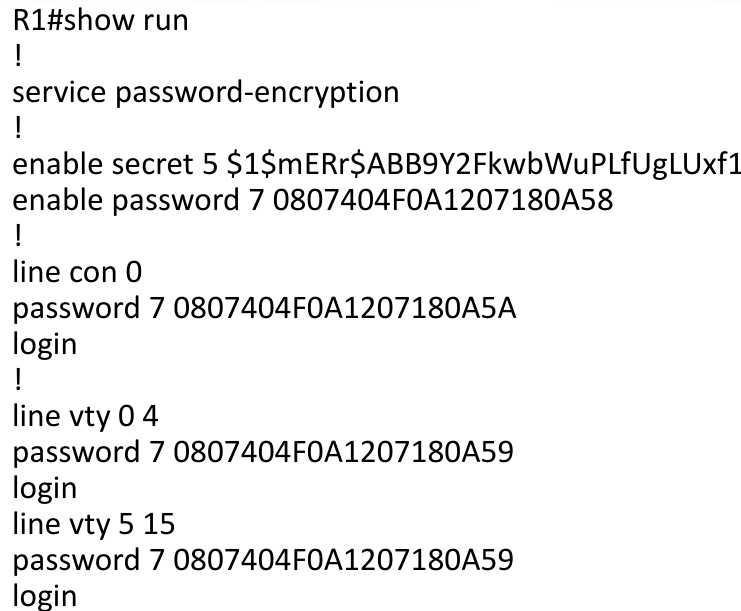 R1#show run
!
service password-encryption
!
enable secret 5 $1$mERr$ABB9Y2FkwbWuPLfUgLUxf1
enable password 7 0807404F0A1207180A58
!
line con 0
password 7 0807404F0A1207180A5A
login
!
line vty 0 4
password 7 0807404F0A1207180A59
login
line vty 5 15
password 7 0807404F0A1207180A59
login